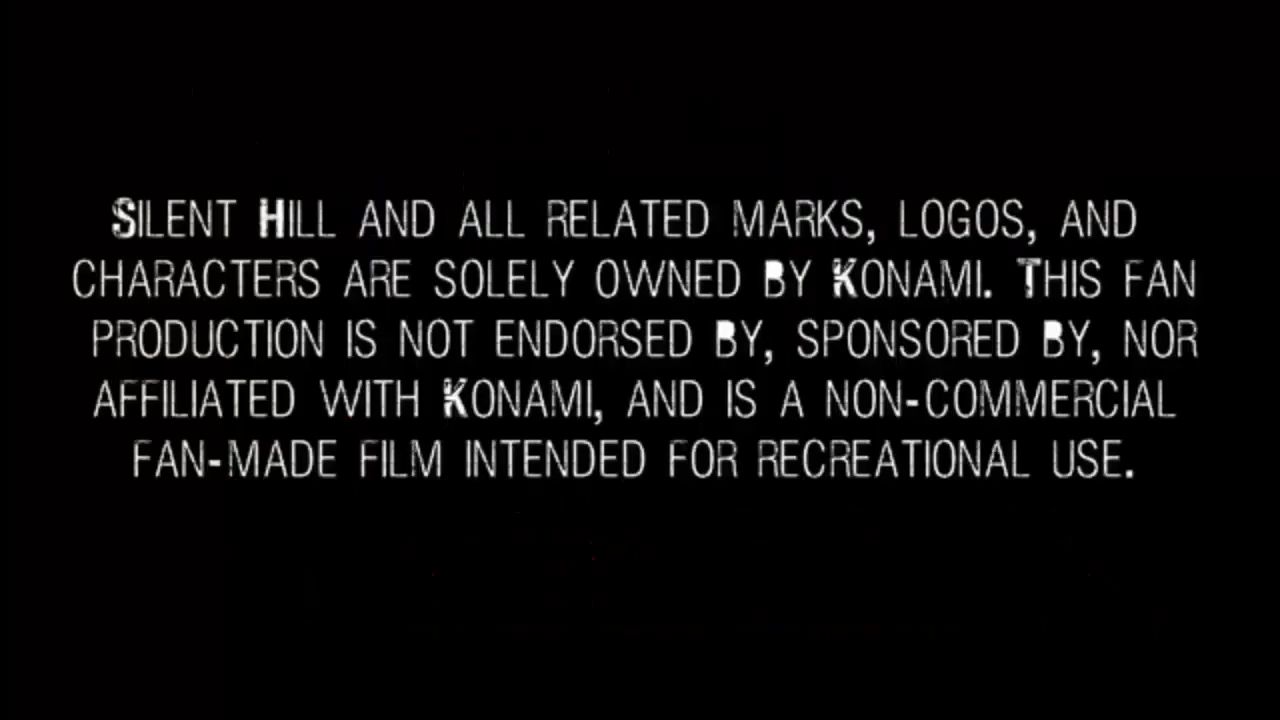 Silent Hill and all related marks, logos, and
characters are solely owned By Konami. This fan
production is not endorsed By, sponsored By, nor
affiliated with Konami, and is a non-commercial
fan-made film intended for recreational use.